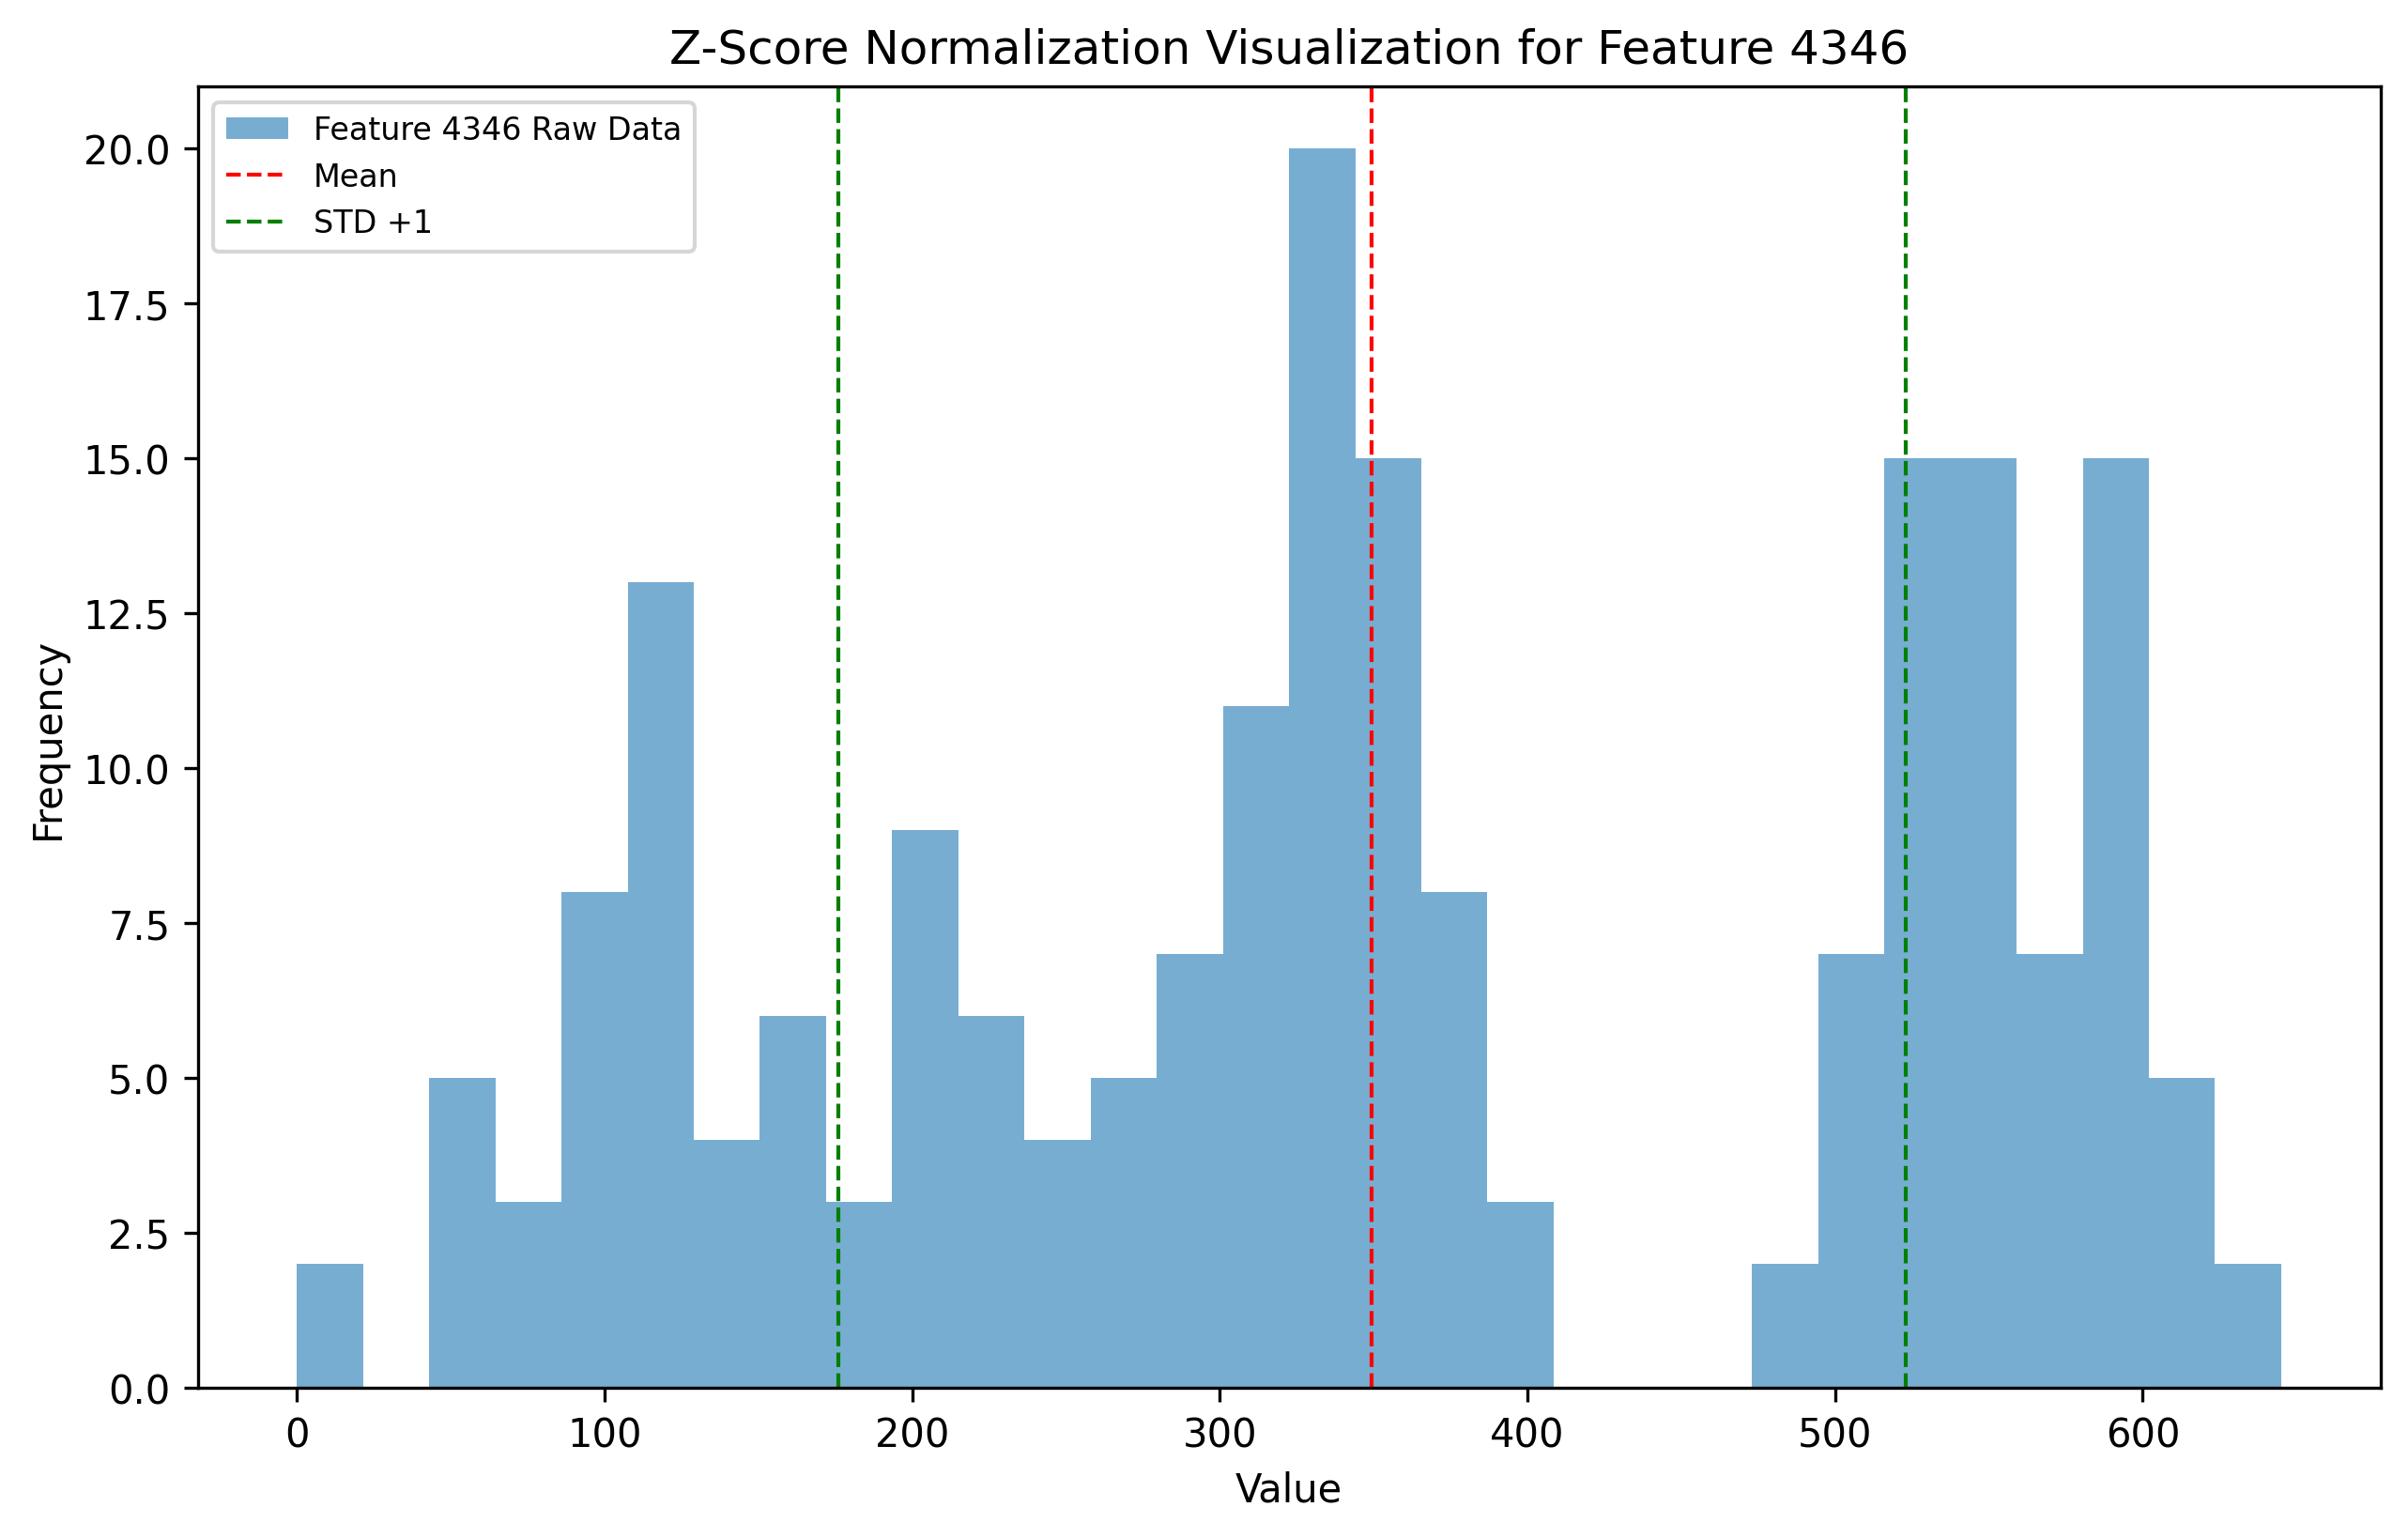 Z-Score Normalization Visualization for Feature 4346
Feature 4346 Raw Data
Mean
STD +1
20.0
17.5
15.0
12.5
10.0
7.5
5.0
2.5
0.0
Frequency
0 100 200 300 400 500 600
Value